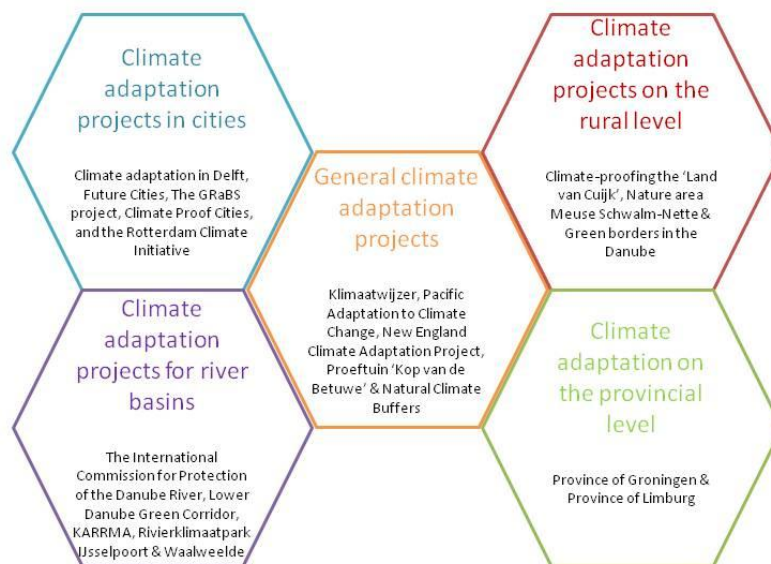 Climate
adaptation
projects in cities
Climate adaptation in Delft,
Future Cities, The GRaBS
project, Climate Proof Cities,
and the Rotterdam Climate
Initiative
Climate
adaptation
projects on the
rural level
Climate-proofing the ‘Land
van Cuijk’, Nature area
Meuse Schwalm-Nette &
Green borders in the
Danube
General climate
adaptation
projects
Klimaatwijzer, Pacific
Adaptation to Climate
Change, New England
Climate Adaptation Project,
Proeftuin ‘Kop van de
Betuwe’ & Natural Climate
Buffers
Climate
adaptation
projects for river
basins
The International
Commission for Protection
of the Danube River, Lower
Danube Green Corridor,
KARRMA, Rivierklimaatpark
IJsselpoort & Waalweelde
Climate
adaptation on
the provincial
level
Province of Groningen &
Province of Limburg